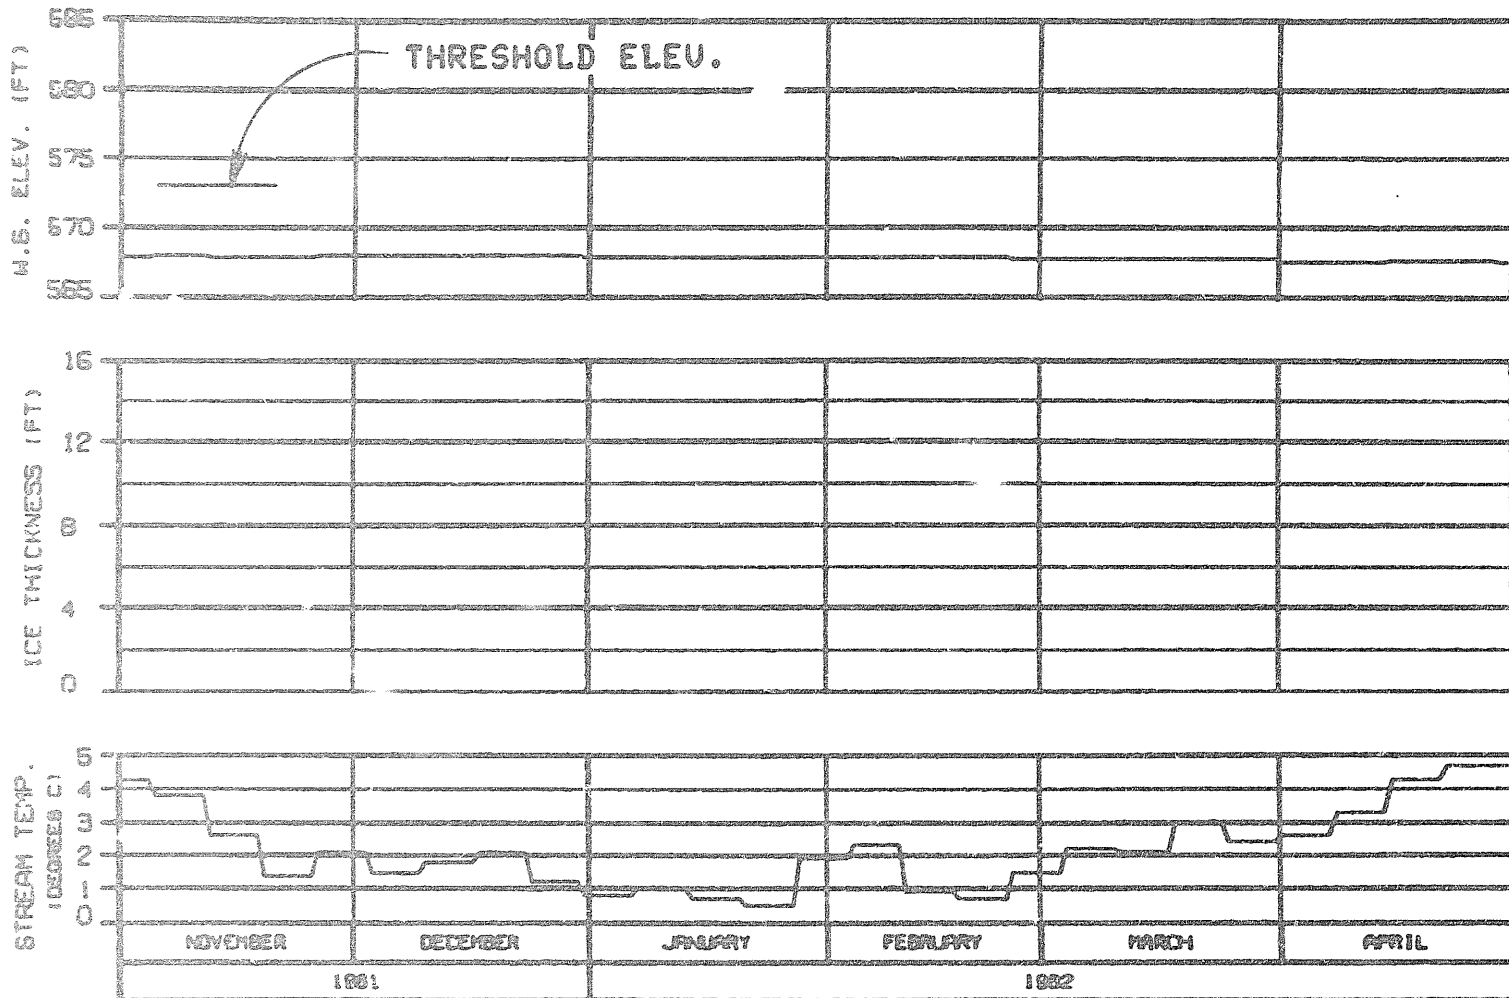 W.S. ELEV. (FT)
585
580
575
570
565
THRESHOLD ELEV.
ICE THICKNESS (FT)
16
12
8
4
0
STREAM TEMP.
(DEGREES C)
5
4
3
2
1
0
NOVEMBER DECEMBER JANUARY FEBRUARY MARCH APRIL
1981 1982